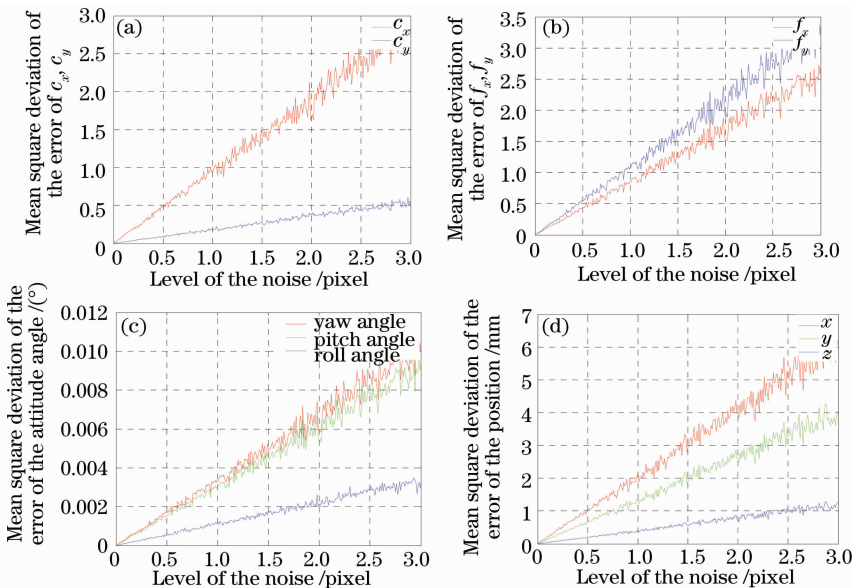 (a)
c_x
c_y
3.0
2.5
2.0
1.5
1.0
0.5
0
0 0.5 1.0 1.5 2.0 2.5 3.0
Level of the noise /pixel
Mean square deviation of
the error of c_x, c_y
(b)
f_x
f_y
3.5
3.0
2.5
2.0
1.5
1.0
0.5
0
0 0.5 1.0 1.5 2.0 2.5 3.0
Level of the noise /pixel
Mean square deviation of
the error of f_x, f_y
(c)
yaw angle
pitch angle
roll angle
0.012
0.010
0.008
0.006
0.004
0.002
0
0 0.5 1.0 1.5 2.0 2.5 3.0
Level of the noise /pixel
Mean square deviation of the
error of the attitude angle /(°)
(d)
x
y
z
7
6
5
4
3
2
1
0
0 0.5 1.0 1.5 2.0 2.5 3.0
Level of the noise /pixel
Mean square deviation of the
error of the position /mm